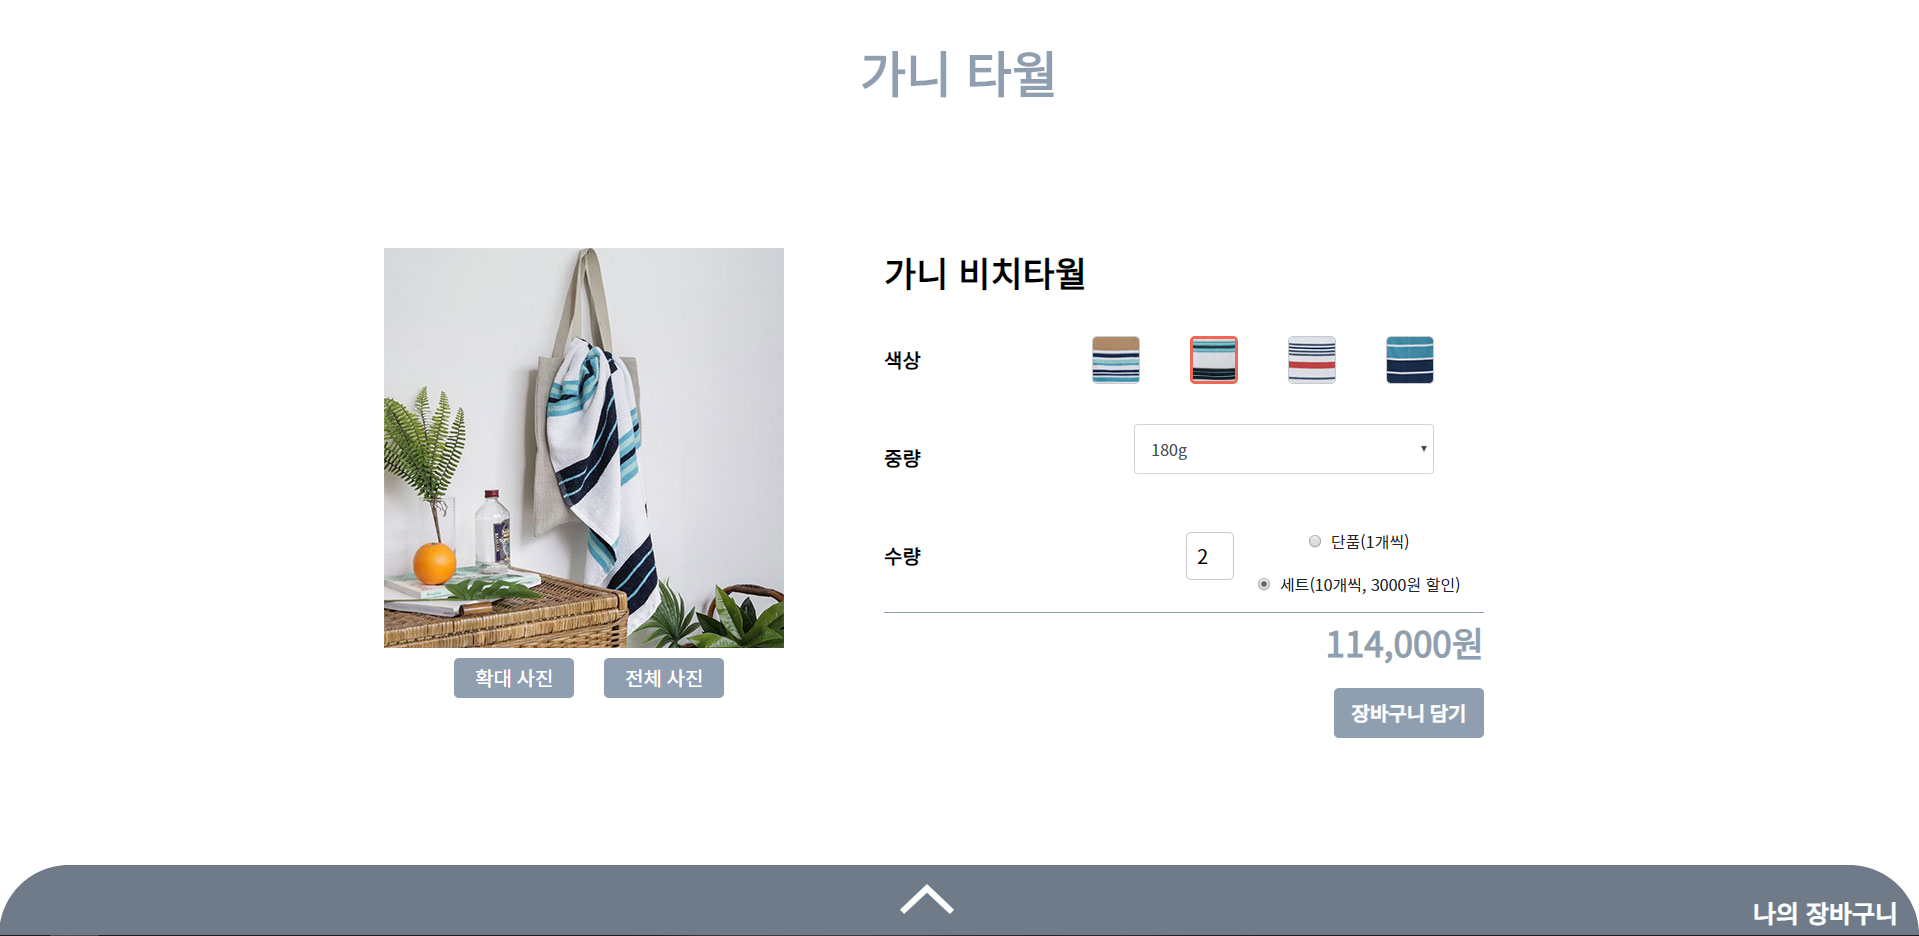 가니 타월
가니 비치타월
색상
중량
180g
수량
2
단품(1개씩)
세트(10개씩, 3000원 할인)
114,000원
확대 사진
전체 사진
장바구니 담기
나의 장바구니